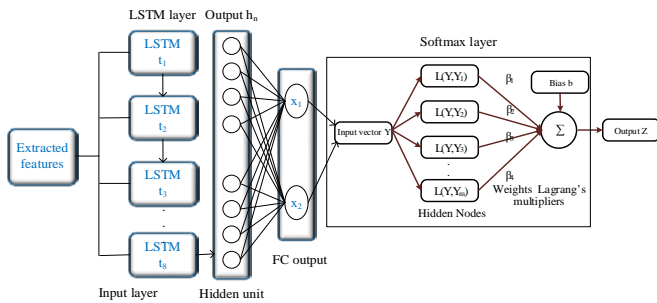 LSTM layer
Output hn
Softmax layer
LSTM
t1
LSTM
t2
LSTM
t3
.
.
LSTM
t8
Extracted
features
Input layer
Hidden unit
x1
x2
FC output
Input vector Y
L(Y,Y1)
L(Y,Y2)
L(Y,Y3)
.
.
L(Y,Ym)
Hidden Nodes
β1
β2
β3
β4
Bias b
Σ
Weights Lagrang's
multipliers
Output Z